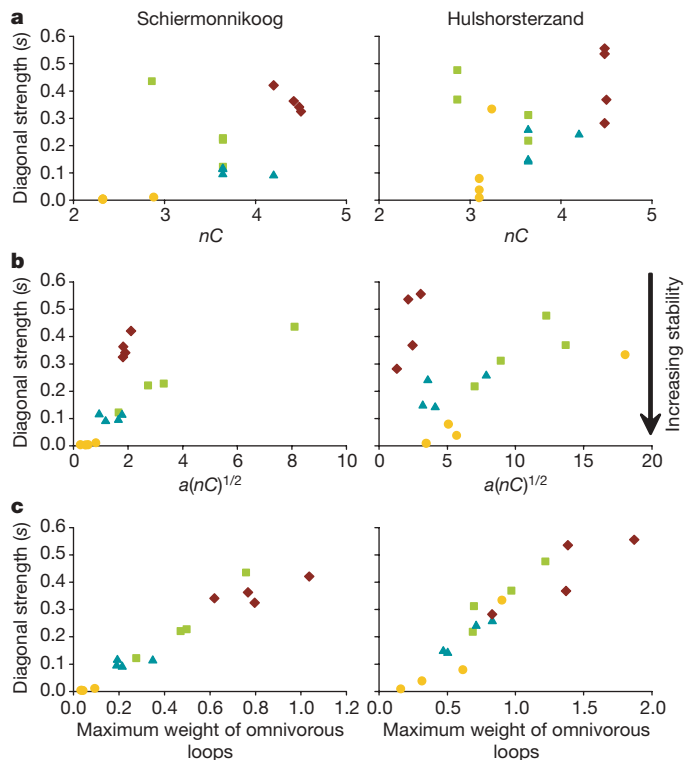 a
Schiermonnikoog
Hulshorsterzand
Diagonal strength (s)
0.6
0.5
0.4
0.3
0.2
0.1
0.0
2 3 4 5
nC
2 3 4 5
nC
b
Diagonal strength (s)
0.6
0.5
0.4
0.3
0.2
0.1
0.0
0 2 4 6 8 10
a(nC)1/2
0 5 10 15 20
a(nC)1/2
Increasing stability
c
Diagonal strength (s)
0.6
0.5
0.4
0.3
0.2
0.1
0.0
0.0 0.2 0.4 0.6 0.8 1.0 1.2
Maximum weight of omnivorous
loops
0.0 0.5 1.0 1.5 2.0
Maximum weight of omnivorous
loops